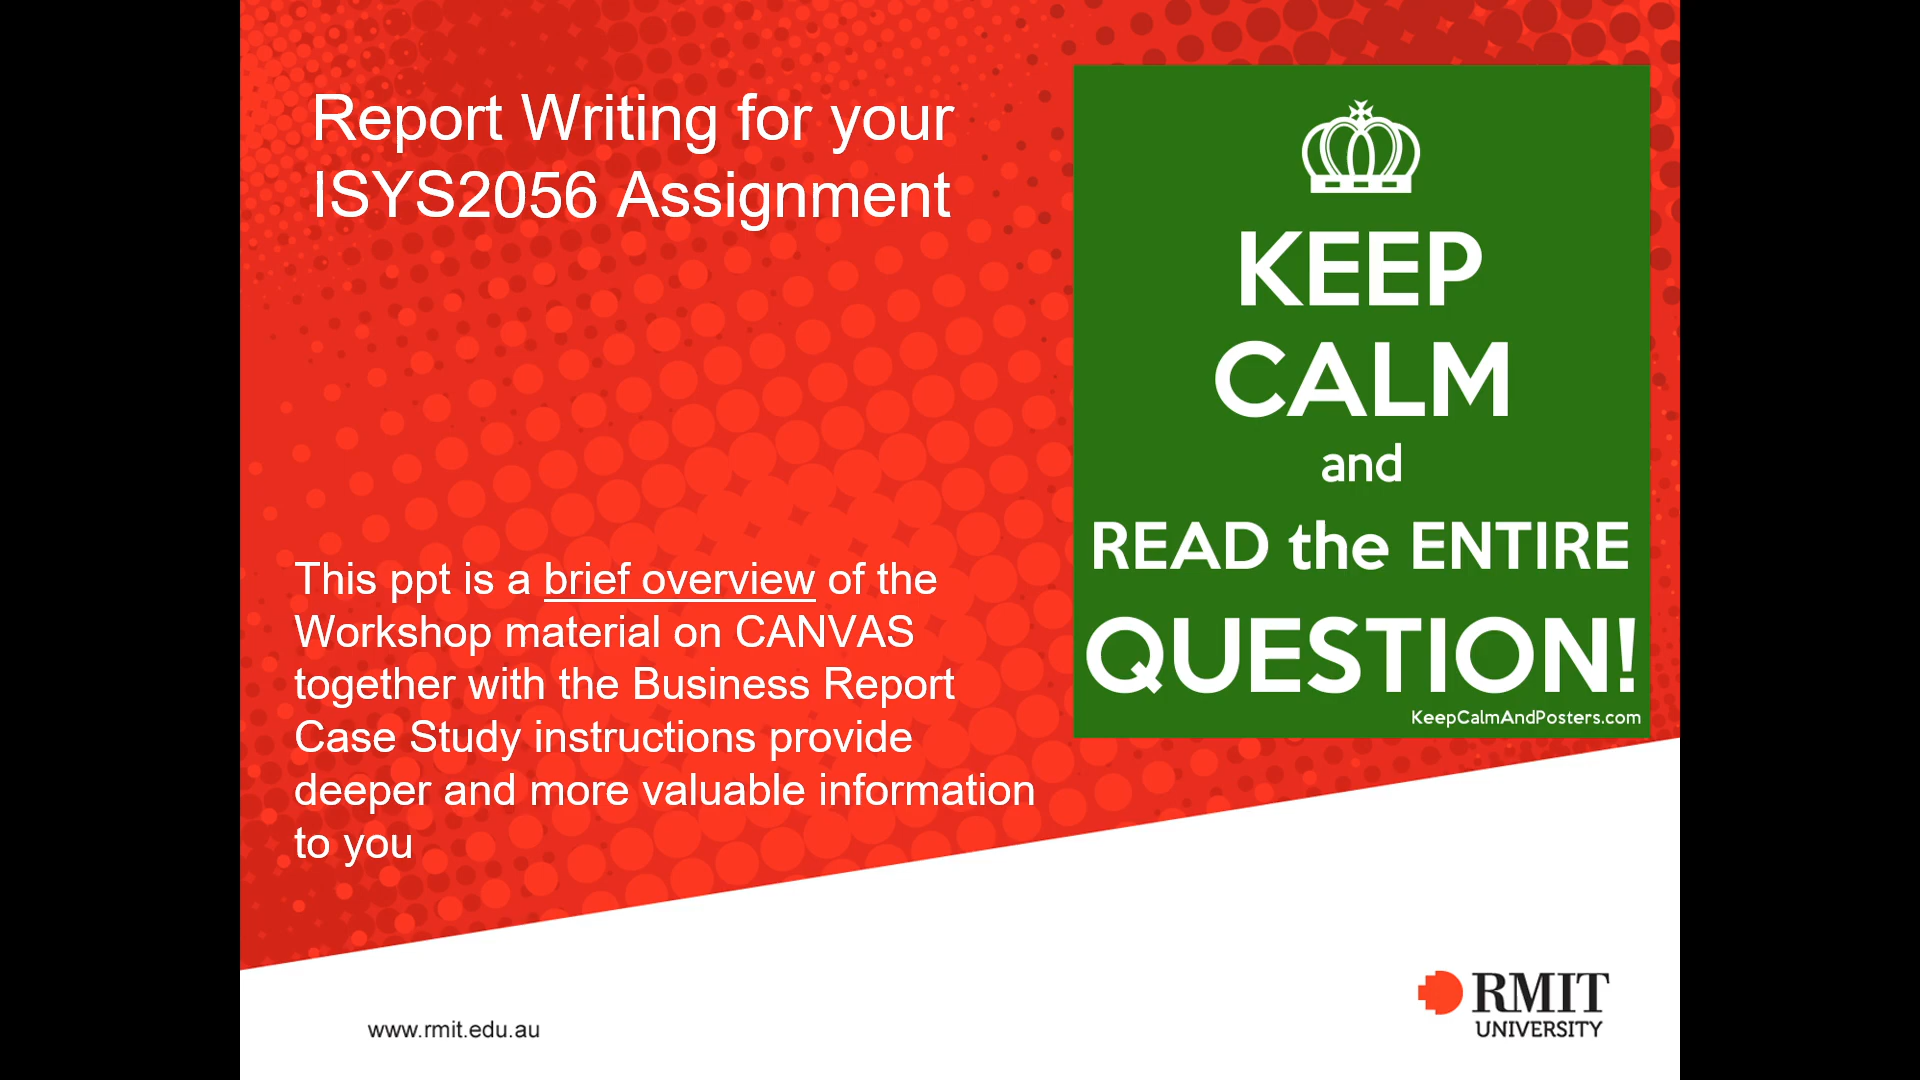 Report Writing for your
ISYS2056 Assignment
KEEP
CALM
and
READ the ENTIRE
QUESTION!
KeepCalmAndPosters.com
This ppt is a brief overview of the
Workshop material on CANVAS
together with the Business Report
Case Study instructions provide
deeper and more valuable information
to you
www.rmit.edu.au
RMIT
UNIVERSITY